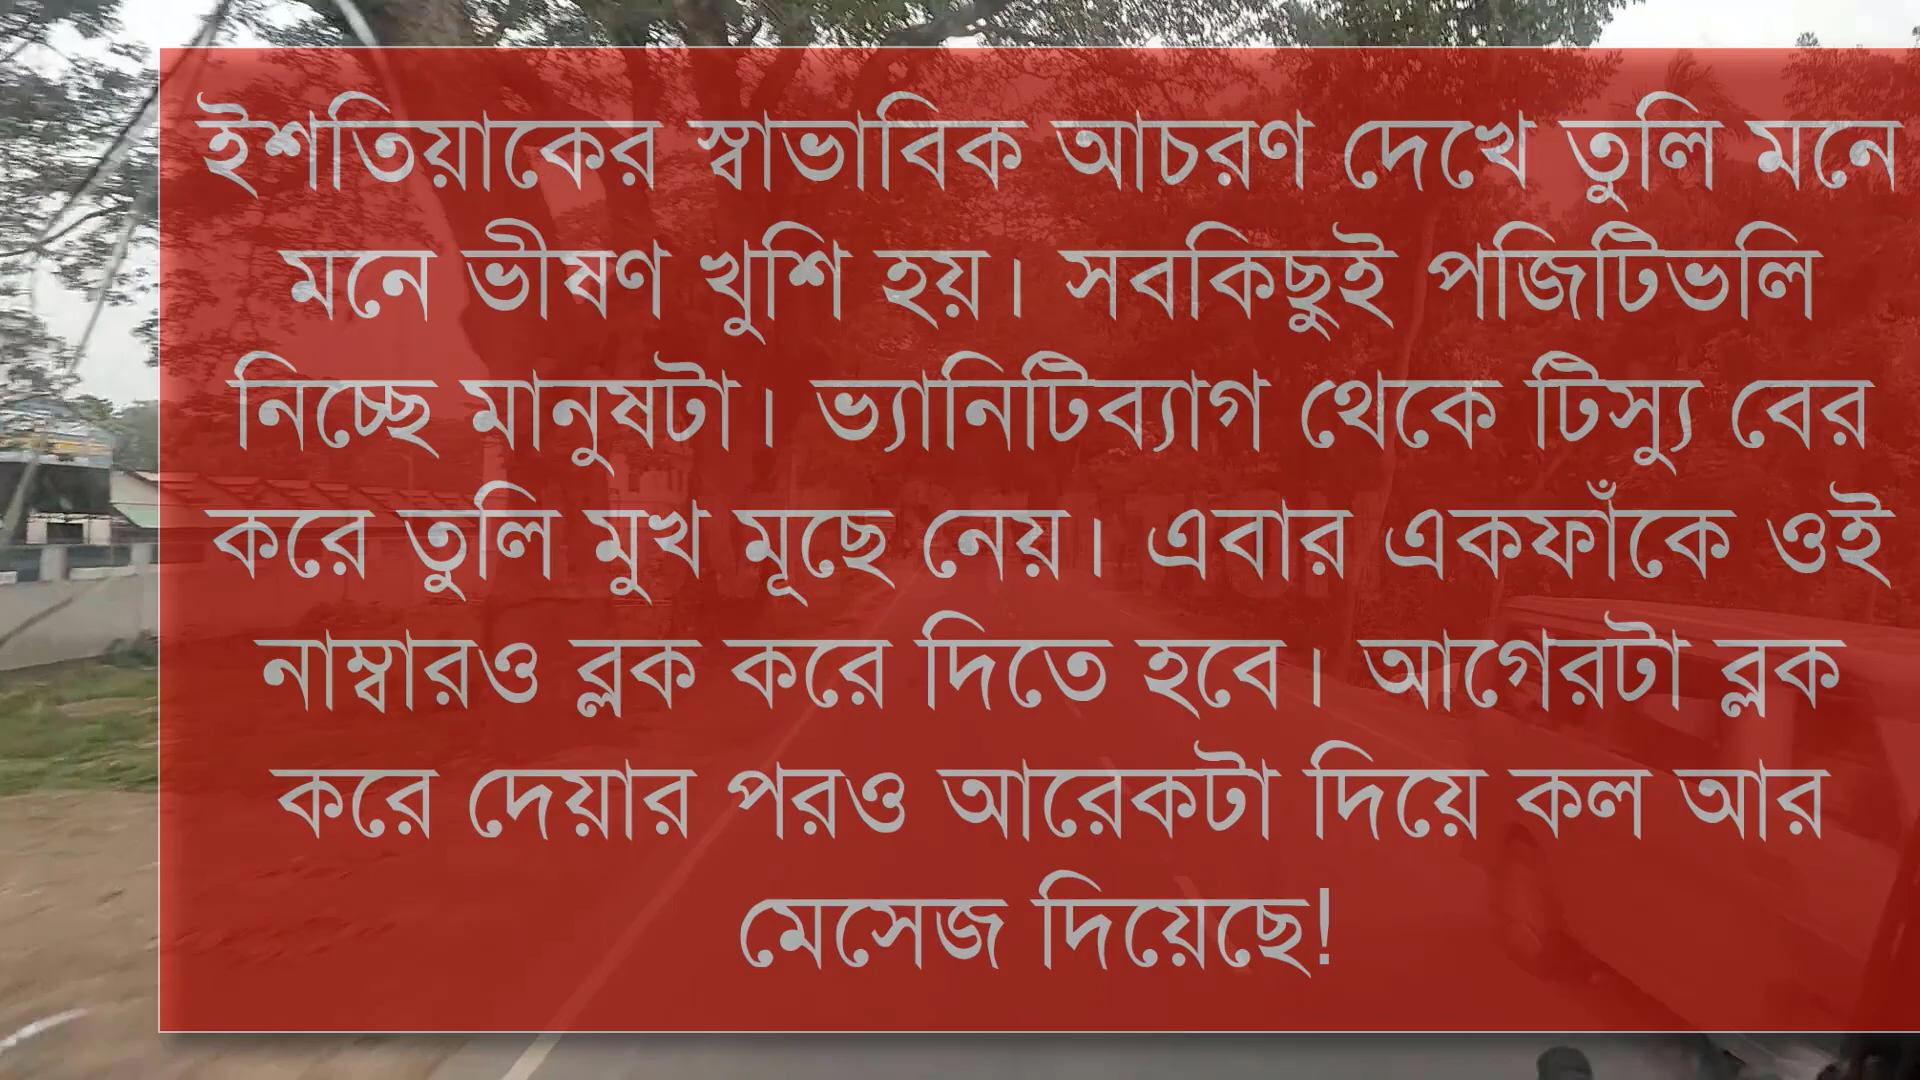 ইশতিয়াকের স্বাভাবিক আচরণ দেখে তুলি মনে
মনে ভীষণ খুশি হয়। সবকিছুই পজিটিভলি
নিচ্ছে মানুষটা। ভ্যানিটিব্যাগ থেকে টিস্যু বের
করে তুলি মুখ মূছে নেয়। এবার একফাঁকে ওই
নাম্বারও ব্লক করে দিতে হবে। আগেরটা ব্লক
করে দেয়ার পরও আরেকটা দিয়ে কল আর
মেসেজ দিয়েছে!